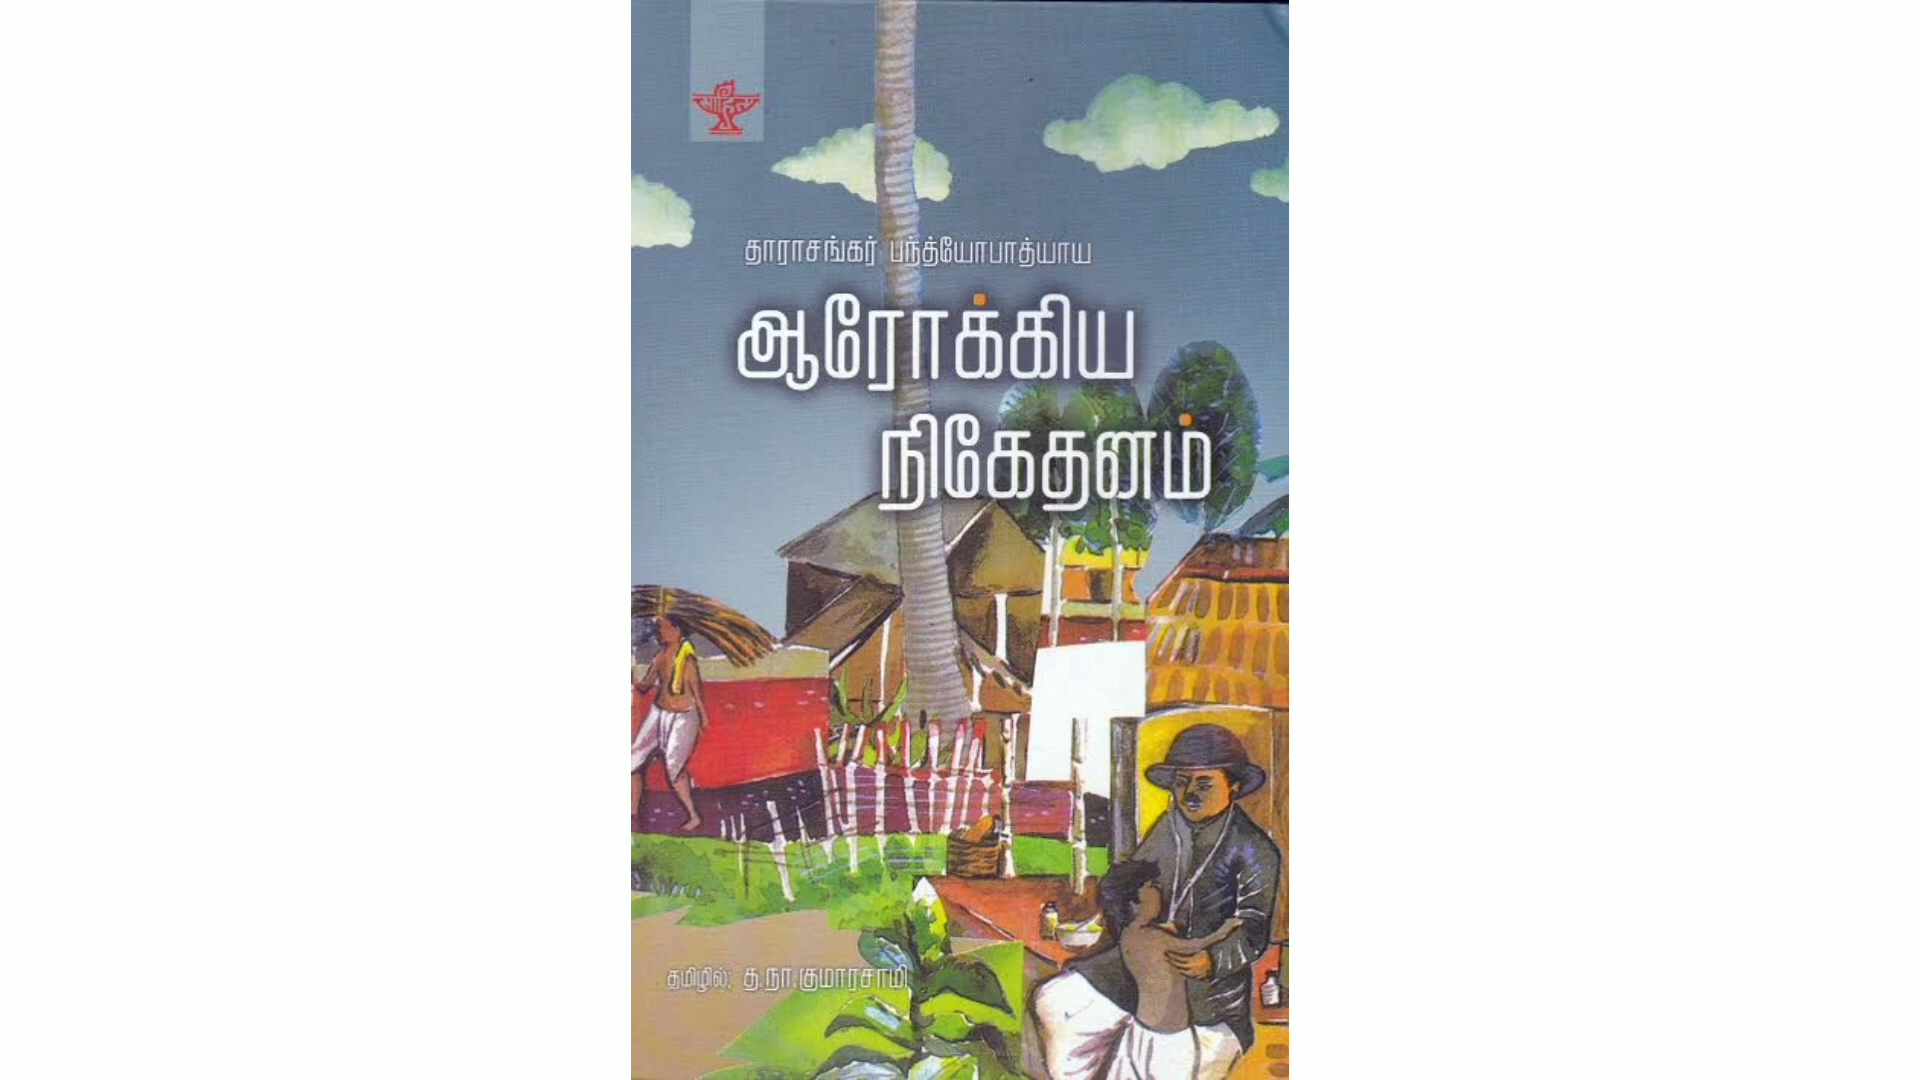 साहित्य
தாராசங்கர் பந்த்யோபாத்யாய
ஆரோக்கிய
நிகேதனம்
தமிழில்: த.நா.குமாரசாமி